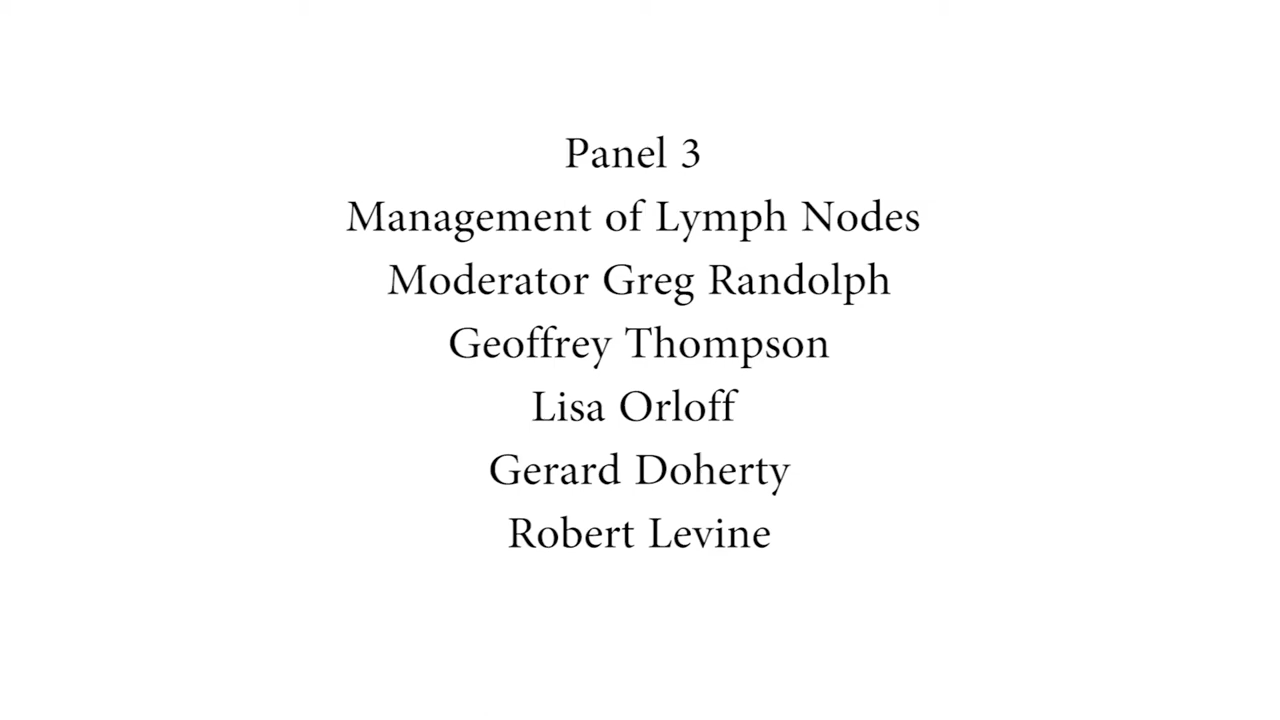 Panel 3
Management of Lymph Nodes
Moderator Greg Randolph
Geoffrey Thompson
Lisa Orloff
Gerard Doherty
Robert Levine